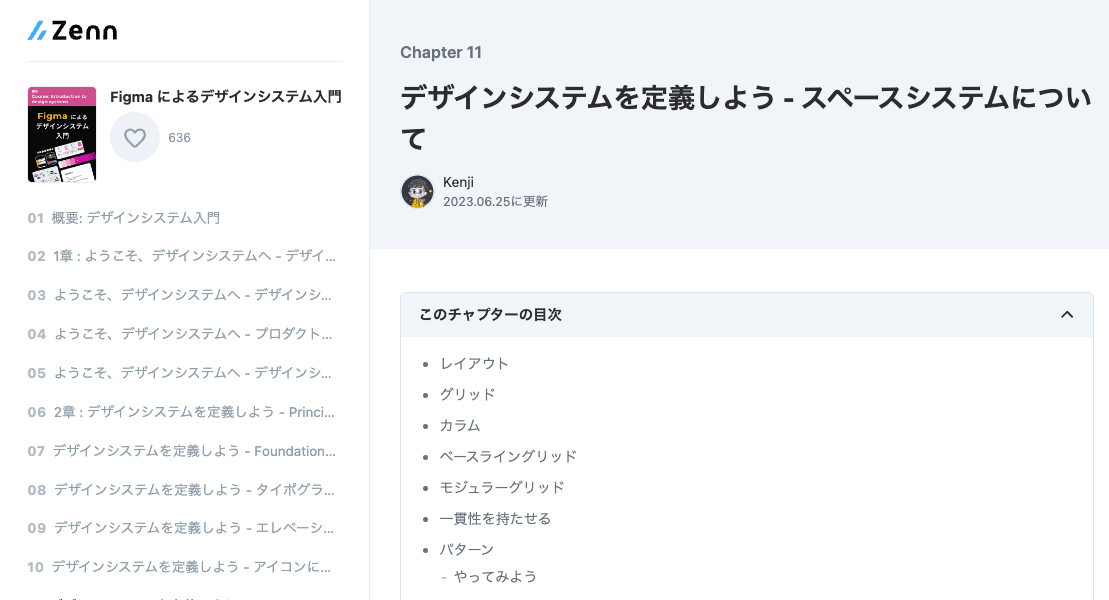 Zenn
Course: Introduction to
design systems
Figma による
デザインシステム
入門
Figma によるデザインシステム入門
636
01 概要: デザインシステム入門
02 1章 : ようこそ、デザインシステムへ - デザイ...
03 ようこそ、デザインシステムへ - デザインシ...
04 ようこそ、デザインシステムへ - プロダクト...
05 ようこそ、デザインシステムへ - デザインシ...
06 2章 : デザインシステムを定義しよう - Princi...
07 デザインシステムを定義しよう - Foundation...
08 デザインシステムを定義しよう - タイポグラ...
09 デザインシステムを定義しよう - エレベーシ...
10 デザインシステムを定義しよう - アイコンに...
Chapter 11
デザインシステムを定義しよう - スペースシステムについ
て
Kenji
2023.06.25に更新
このチャプターの目次
レイアウト
グリッド
カラム
ベースライングリッド
モジュラーグリッド
一貫性を持たせる
パターン
- やってみよう